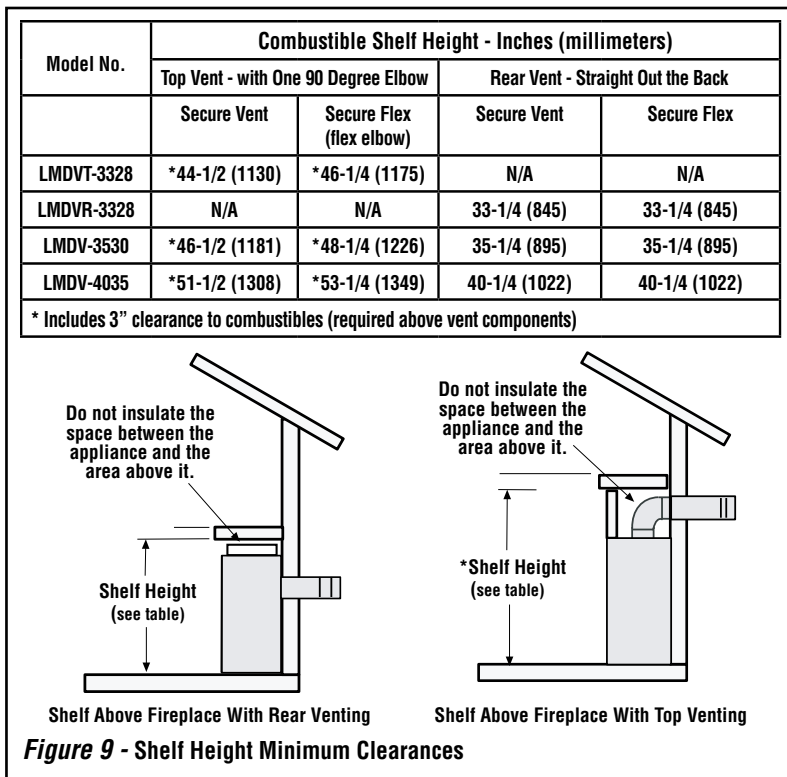 Model No.
Combustible Shelf Height - Inches (millimeters)
Top Vent - with One 90 Degree Elbow
Rear Vent - Straight Out the Back
Secure Vent
Secure Flex
(flex elbow)
Secure Vent
Secure Flex
LMDVT-3328 *44-1/2 (1130) *46-1/4 (1175) N/A N/A
LMDVR-3328 N/A N/A 33-1/4 (845) 33-1/4 (845)
LMDV-3530 *46-1/2 (1181) *48-1/4 (1226) 35-1/4 (895) 35-1/4 (895)
LMDV-4035 *51-1/2 (1308) *53-1/4 (1349) 40-1/4 (1022) 40-1/4 (1022)
* Includes 3” clearance to combustibles (required above vent components)
Do not insulate the
space between the
appliance and the
area above it.
Shelf Height
(see table)
Shelf Above Fireplace With Rear Venting
Do not insulate the
space between the
appliance and the
area above it.
*Shelf Height
(see table)
Shelf Above Fireplace With Top Venting
Figure 9 - Shelf Height Minimum Clearances